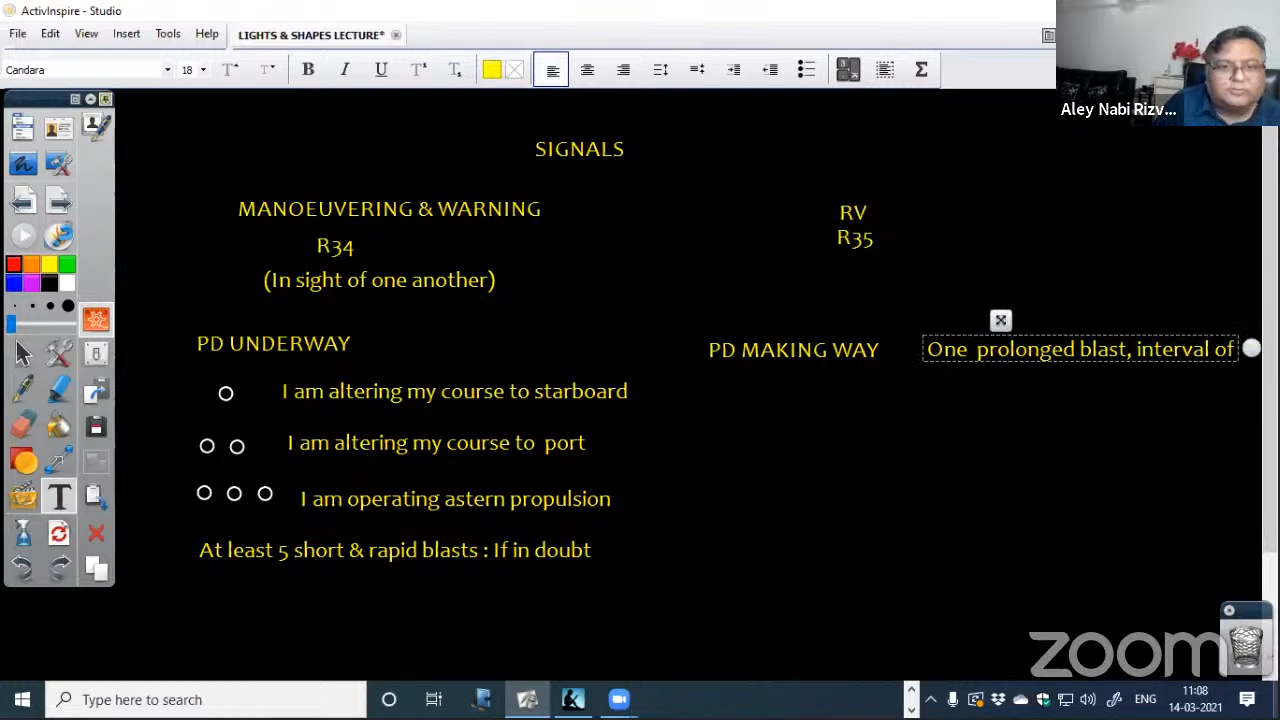 ActivInspire - Studio
File Edit View Insert Tools Help
LIGHTS & SHAPES LECTURE*
Candara 18
Aley Nabi Rizv...
SIGNALS
MANOEUVERING & WARNING
R34
(In sight of one another)
RV
R35
PD UNDERWAY
I am altering my course to starboard
I am altering my course to port
I am operating astern propulsion
At least 5 short & rapid blasts : If in doubt
PD MAKING WAY One prolonged blast, interval of
zoom
Type here to search
ENG
11:08
14-03-2021